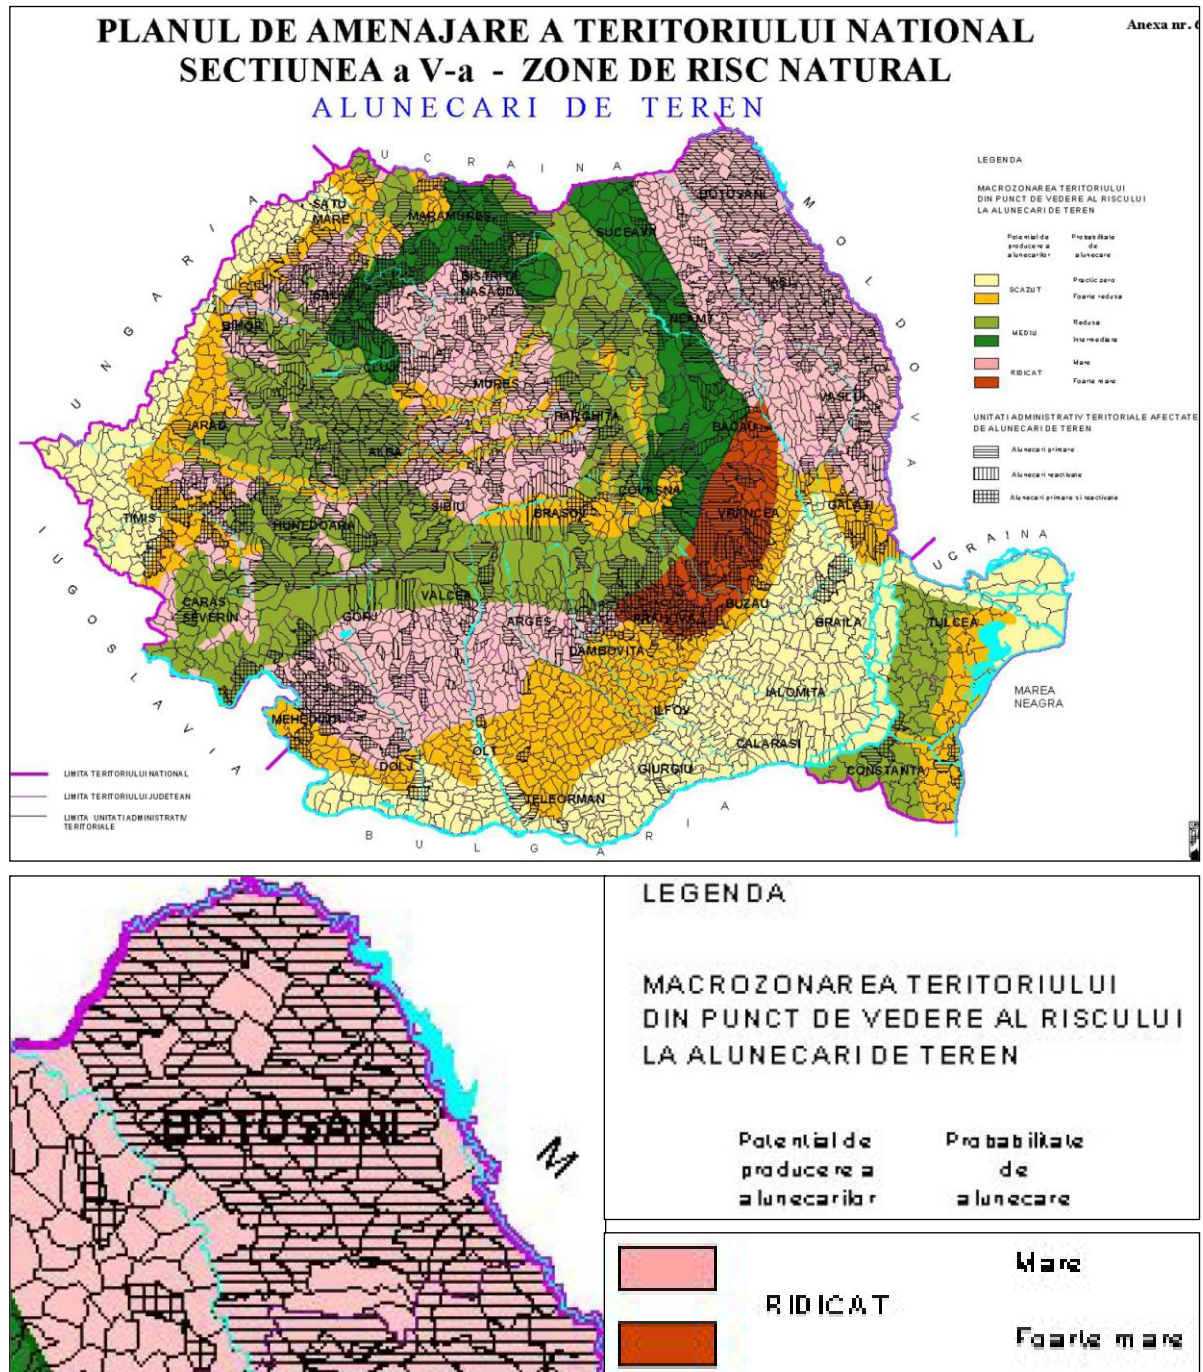 PLANUL DE AMENAJARE A TERITORIULUI NATIONAL
Anexa nr. 6
SECTIUNEA a V-a - ZONE DE RISC NATURAL
ALUNECARI DE TEREN
UCRAINA
UNGARIA
MOLDOVA
IUGOSLAVIA
BULGARIA
UCRAINA
MAREA
NEAGRA
SATU
MARE
MARAMURES
SUCEAVA
BOTOSANI
BISTRITA
NASAUD
SALAJ
IASI
NEAMT
BIHOR
CLUJ
MURES
HARGHITA
BACAU
VASLUI
ARAD
ALBA
TIMIS
HUNEDOARA
SIBIU
BRASOV
COVASNA
VRANCEA
GALATI
CARAS
SEVERIN
GORJ
VALCEA
ARGES
PRAHOVA
BUZAU
BRAILA
TULCEA
DAMBOVITA
MEHEDINTI
DOLJ
OLT
ILFOV
IALOMITA
CALARASI
GIURGIU
TELEORMAN
CONSTANTA
LEGENDA
MACROZONAREA TERITORIULUI
DIN PUNCT DE VEDERE AL RISCULUI
LA ALUNECARI DE TEREN
Potential de
producere a
alunecarilor
Probabilitate
de
alunecare
SCAZUT
Practic zero
Foarte redusa
MEDIU
Redusa
Intermediara
RIDICAT
Mare
Foarte mare
UNITATI ADMINISTRATIV TERITORIALE AFECTATE
DE ALUNECARI DE TEREN
Alunecari primare
Alunecari reactivate
Alunecari primare si reactivate
LIMITA TERITORIULUI NATIONAL
LIMITA TERITORIULUI JUDETEAN
LIMITA UNITATI ADMINISTRATIV
TERITORIALE
BOTOSANI
M
LEGENDA
MACROZONAREA TERITORIULUI
DIN PUNCT DE VEDERE AL RISCULUI
LA ALUNECARI DE TEREN
Potential de
producere a
alunecarilor
Probabilitate
de
alunecare
RIDICAT
Mare
Foarte mare